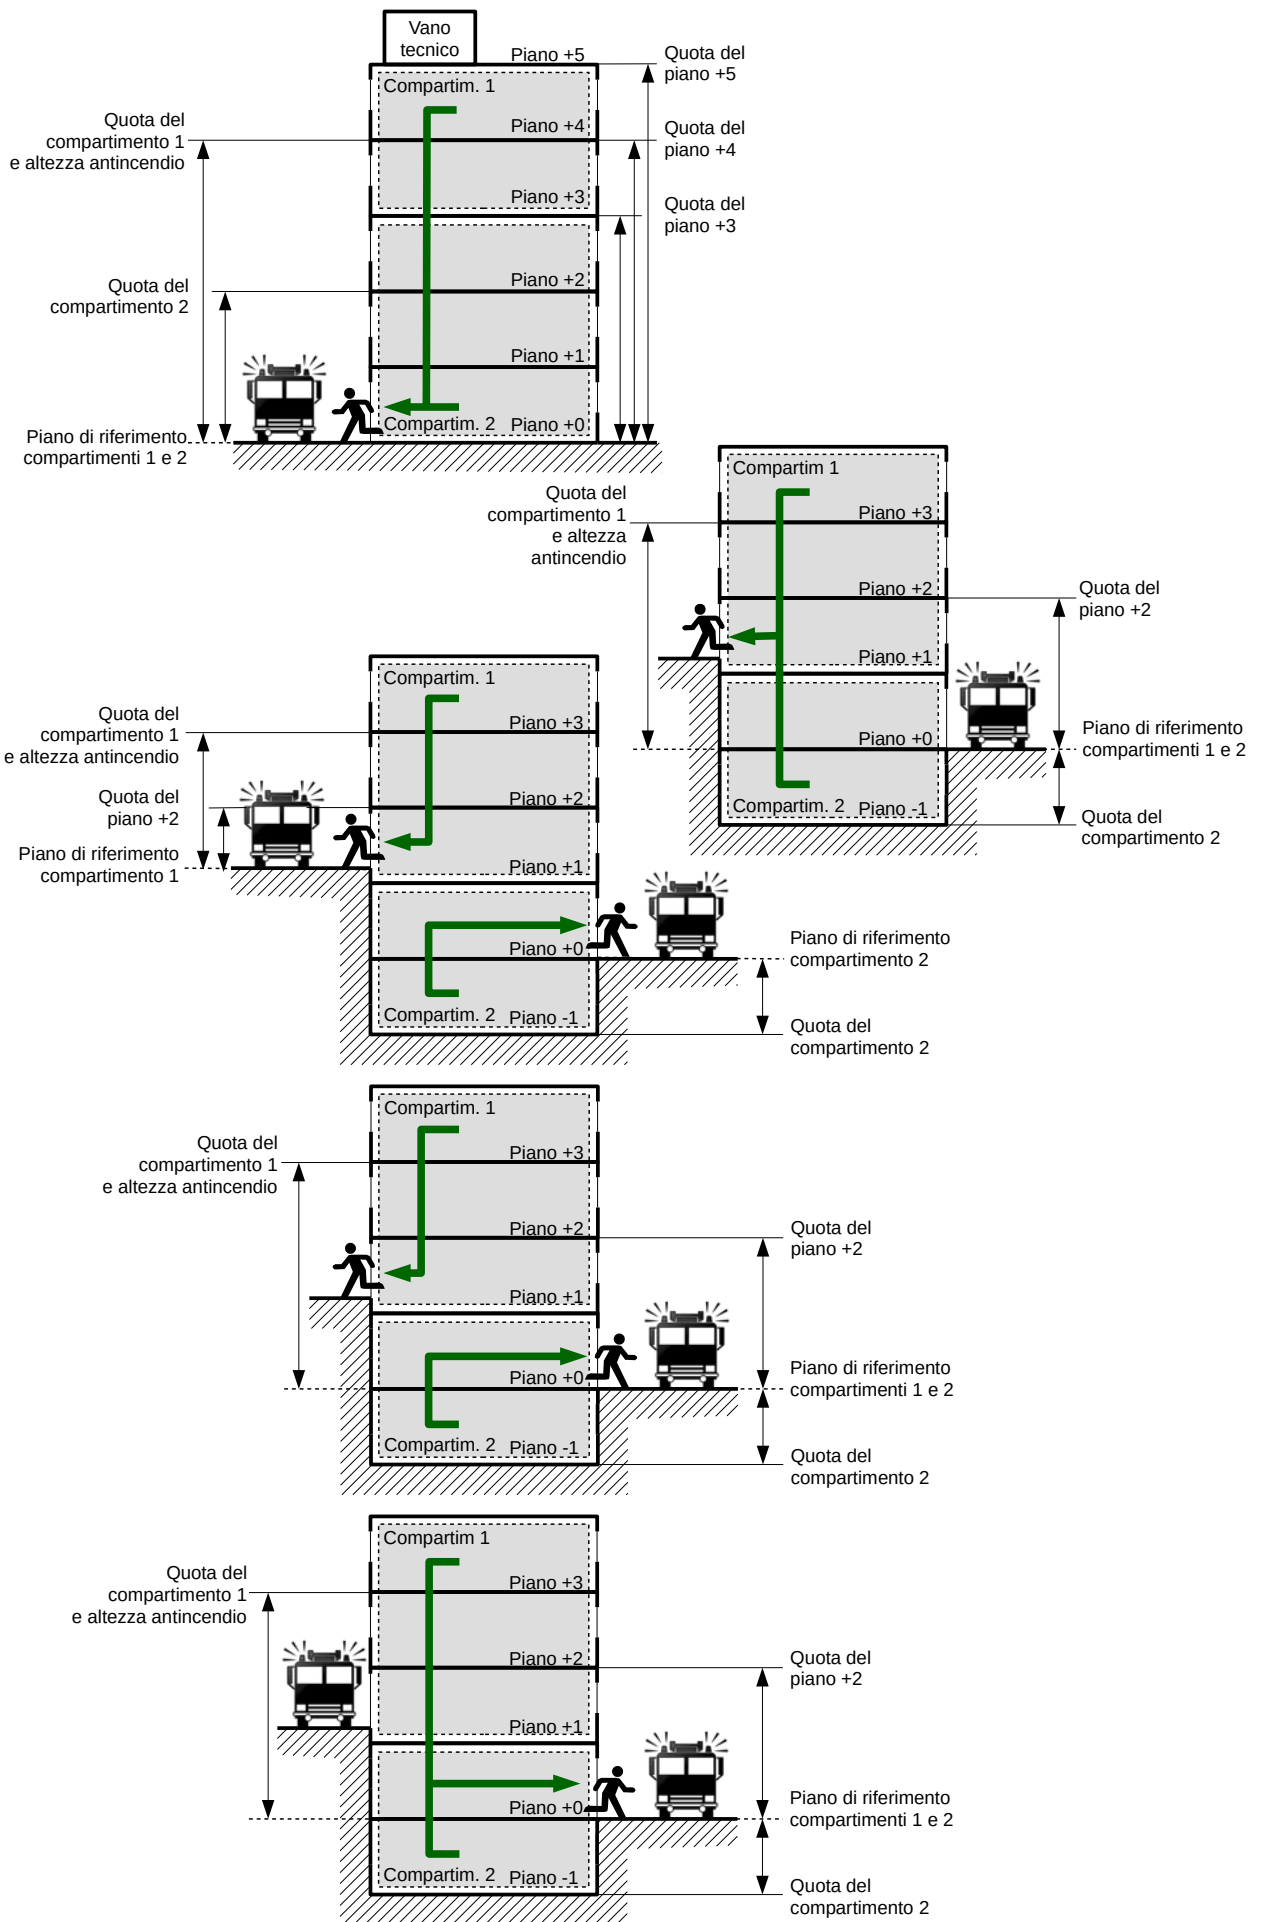 Vano
tecnico
Piano +5
Quota del
piano +5
Compartim. 1
Quota del
compartimento 1
e altezza antincendio
Piano +4
Quota del
piano +4
Piano +3
Quota del
piano +3
Quota del
compartimento 2
Piano +2
Piano +1
Compartim. 2
Piano +0
Piano di riferimento
compartimenti 1 e 2
Compartim 1
Quota del
compartimento 1
e altezza
antincendio
Piano +3
Piano +2
Quota del
piano +2
Piano +1
Piano +0
Piano di riferimento
compartimenti 1 e 2
Compartim. 2
Piano -1
Quota del
compartimento 2
Compartim. 1
Quota del
compartimento 1
e altezza antincendio
Piano +3
Quota del
piano +2
Piano +2
Piano di riferimento
compartimento 1
Piano +1
Piano +0
Piano di riferimento
compartimento 2
Compartim. 2
Piano -1
Quota del
compartimento 2
Compartim. 1
Quota del
compartimento 1
e altezza antincendio
Piano +3
Piano +2
Quota del
piano +2
Piano +1
Piano +0
Piano di riferimento
compartimenti 1 e 2
Compartim. 2
Piano -1
Quota del
compartimento 2
Compartim 1
Quota del
compartimento 1
e altezza antincendio
Piano +3
Piano +2
Quota del
piano +2
Piano +1
Piano +0
Piano di riferimento
compartimenti 1 e 2
Compartim. 2
Piano -1
Quota del
compartimento 2